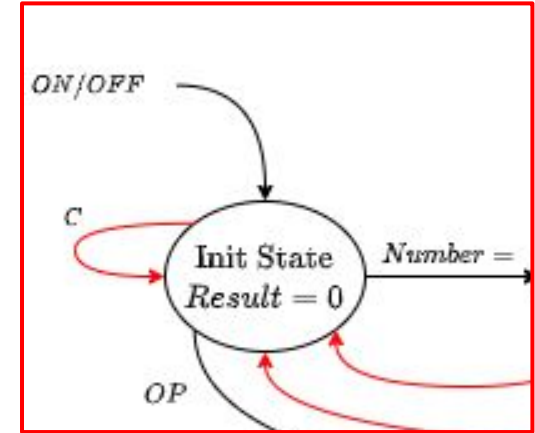 ON/OFF
C
Init State
Number =
Result = 0
OP